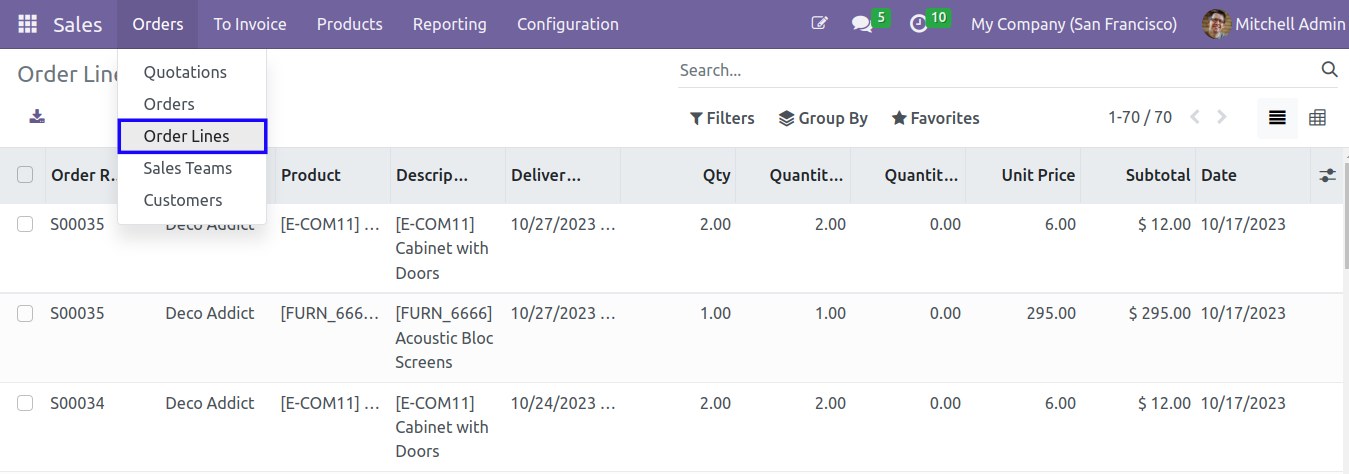 Sales Orders To Invoice Products Reporting Configuration 5 10 My Company (San Francisco) Mitchell Admin
Order Line
Search...
Quotations
Orders
Order Lines
Sales Teams
Customers
Filters Group By Favorites 1-70 / 70
Order R... Product Descrip... Deliver... Qty Quantit... Quantit... Unit Price Subtotal Date
S00035 Deco Addict [E-COM11] ... [E-COM11] 10/27/2023 ... 2.00 2.00 0.00 6.00 $ 12.00 10/17/2023
Cabinet with
Doors
S00035 Deco Addict [FURN_666... [FURN_6666] 10/27/2023 ... 1.00 1.00 0.00 295.00 $ 295.00 10/17/2023
Acoustic Bloc
Screens
S00034 Deco Addict [E-COM11] ... [E-COM11] 10/24/2023 ... 2.00 2.00 0.00 6.00 $ 12.00 10/17/2023
Cabinet with
Doors